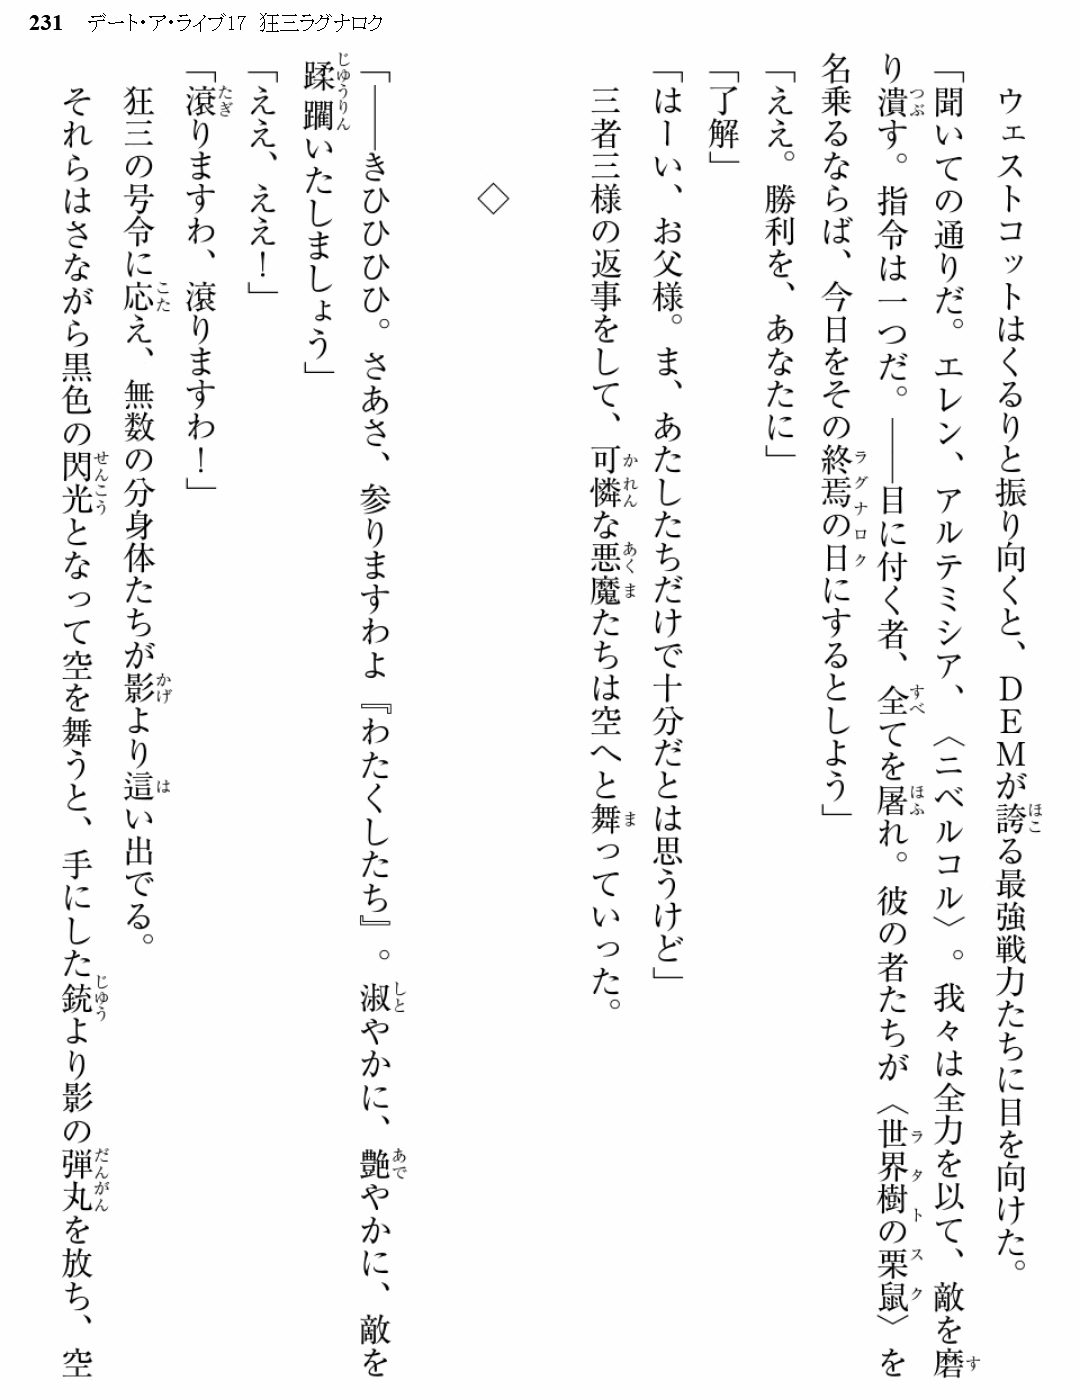 231 デート・ア・ライブ17 狂三ラグナロク
ウェストコットはくるりと振り向くと、ＤＥＭが誇る最強戦力たちに目を向けた。
「聞いての通りだ。エレン、アルテミシア、〈ニベルコル〉。我々は全力を以て、敵を磨
り潰す。指令は一つだ。――目に付く者、全てを屠れ。彼の者たちが〈世界樹の栗鼠〉を
名乗るならば、今日をその終焉の日にするとしよう」
「ええ。勝利を、あなたに」
「了解」
「はーい、お父様。ま、あたしたちだけで十分だとは思うけど」
三者三様の返事をして、可憐な悪魔たちは空へと舞っていった。
◇
「――きひひひひ。さあさ、参りますわよ『わたくしたち』。淑やかに、艶やかに、敵を
蹂躙いたしましょう」
「ええ、ええ！」
「滾りますわ、滾りますわ！」
狂三の号令に応え、無数の分身体たちが影より這い出でる。
それらはさながら黒色の閃光となって空を舞うと、手にした銃より影の弾丸を放ち、空